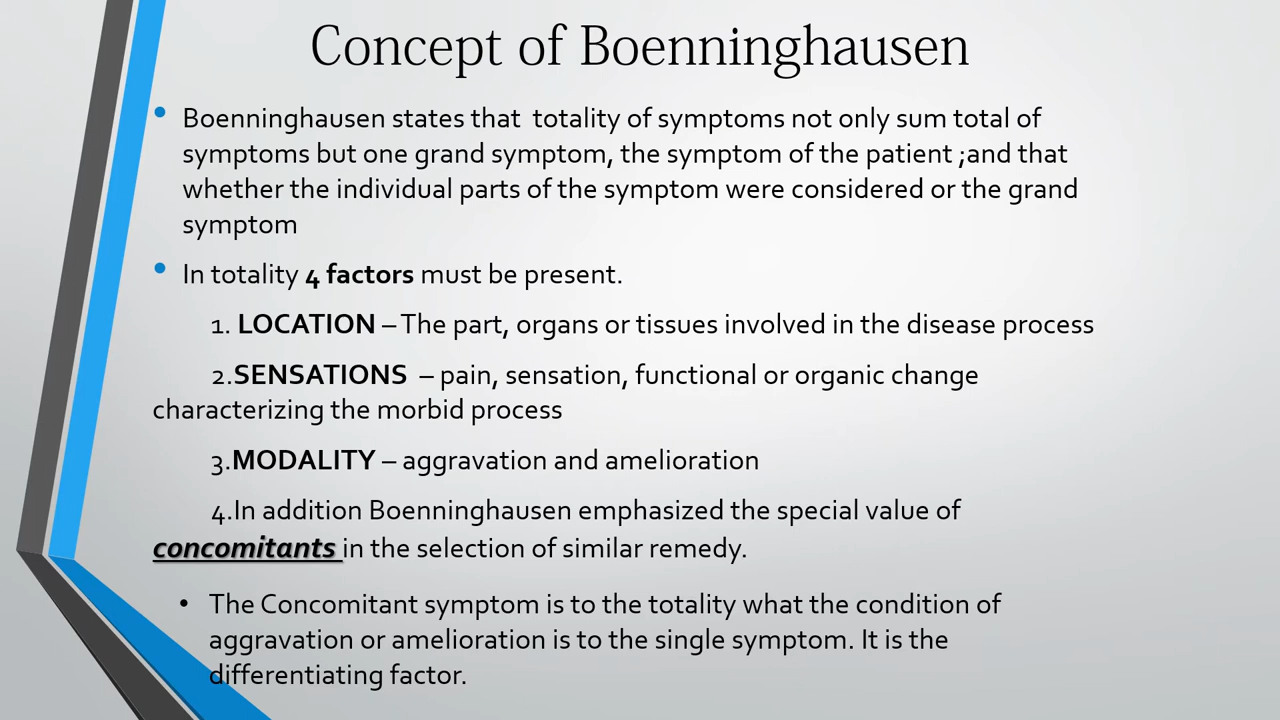 Concept of Boenninghausen
• Boenninghausen states that  totality of symptoms not only sum total of
symptoms but one grand symptom, the symptom of the patient ;and that
whether the individual parts of the symptom were considered or the grand
symptom
• In totality 4 factors must be present.
1. LOCATION – The part, organs or tissues involved in the disease process
2.SENSATIONS  – pain, sensation, functional or organic change
characterizing the morbid process
3.MODALITY – aggravation and amelioration
4.In addition Boenninghausen emphasized the special value of
concomitants in the selection of similar remedy.
• The Concomitant symptom is to the totality what the condition of
aggravation or amelioration is to the single symptom. It is the
differentiating factor.